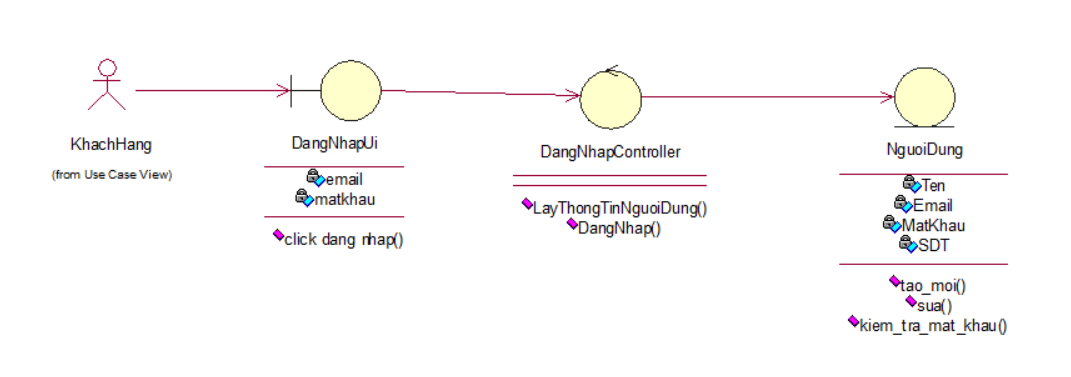 KhachHang
(from Use Case View)
DangNhapUi
email
matkhau
click dang nhap()
DangNhapController
LayThongTinNguoiDung()
DangNhap()
NguoiDung
Ten
Email
MatKhau
SDT
tao_moi()
sua()
kiem_tra_mat_khau()